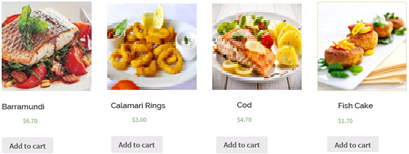 Barramundi
Calamari Rings
Cod
Fish Cake
$6.70
$3.00
$4.70
$1.70
Add to cart
Add to cart
Add to cart
Add to cart